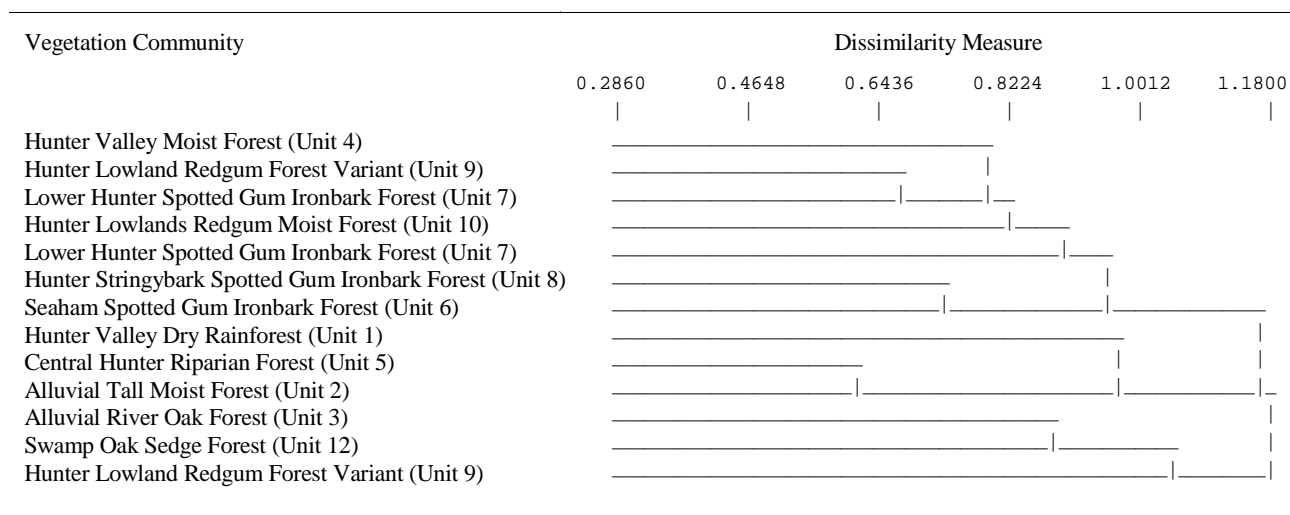 Vegetation Community Dissimilarity Measure
0.2860 0.4648 0.6436 0.8224 1.0012 1.1800
Hunter Valley Moist Forest (Unit 4)
Hunter Lowland Redgum Forest Variant (Unit 9)
Lower Hunter Spotted Gum Ironbark Forest (Unit 7)
Hunter Lowlands Redgum Moist Forest (Unit 10)
Lower Hunter Spotted Gum Ironbark Forest (Unit 7)
Hunter Stringybark Spotted Gum Ironbark Forest (Unit 8)
Seaham Spotted Gum Ironbark Forest (Unit 6)
Hunter Valley Dry Rainforest (Unit 1)
Central Hunter Riparian Forest (Unit 5)
Alluvial Tall Moist Forest (Unit 2)
Alluvial River Oak Forest (Unit 3)
Swamp Oak Sedge Forest (Unit 12)
Hunter Lowland Redgum Forest Variant (Unit 9)